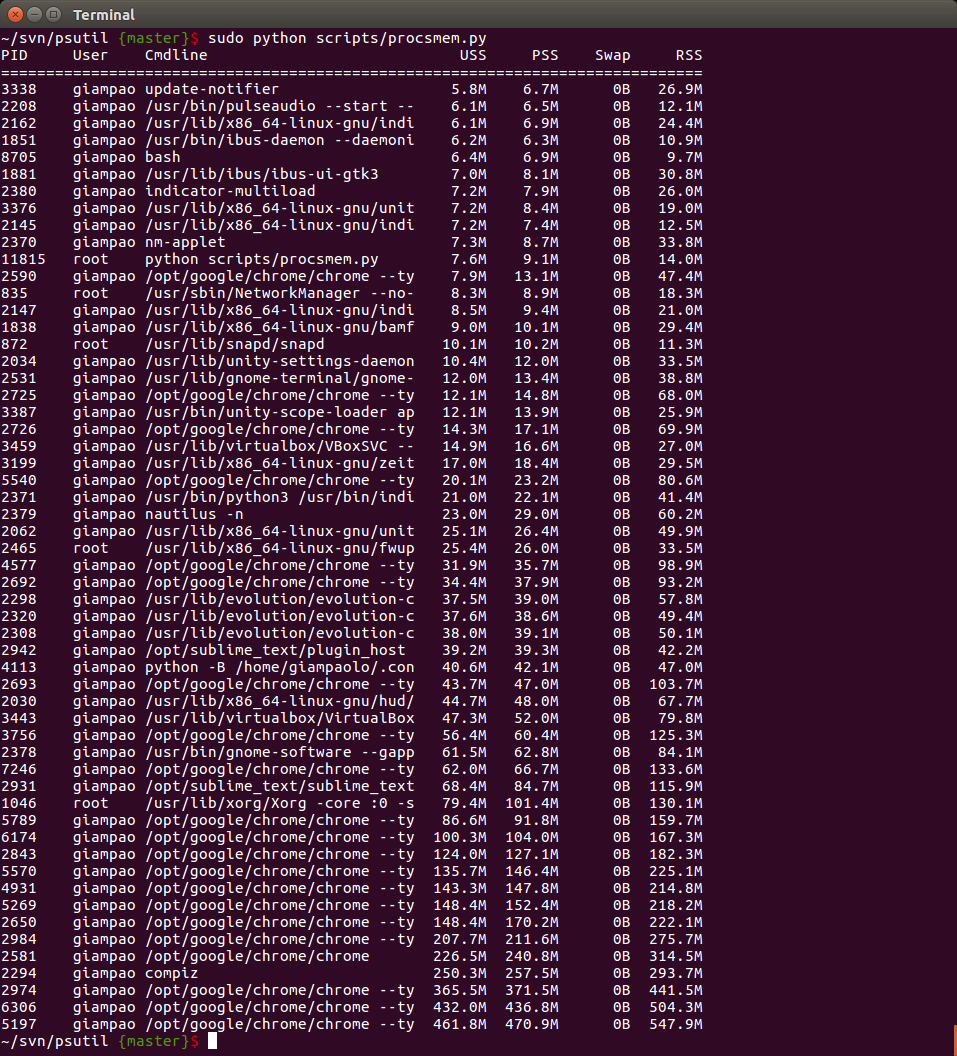 Terminal
~/svn/psutil {master}$ sudo python scripts/procsmem.py
PID     User    Cmdline                            USS     PSS    Swap     RSS
==============================================================================
3338    giampao update-notifier                   5.8M    6.7M      0B   26.9M
2208    giampao /usr/bin/pulseaudio --start --    6.1M    6.5M      0B   12.1M
2162    giampao /usr/lib/x86_64-linux-gnu/indi    6.1M    6.9M      0B   24.4M
1851    giampao /usr/bin/ibus-daemon --daemoni    6.2M    6.3M      0B   10.9M
8705    giampao bash                              6.4M    6.9M      0B    9.7M
1881    giampao /usr/lib/ibus/ibus-ui-gtk3        7.0M    8.1M      0B   30.8M
2380    giampao indicator-multiload               7.2M    7.9M      0B   26.0M
3376    giampao /usr/lib/x86_64-linux-gnu/unit    7.2M    8.4M      0B   19.0M
2145    giampao /usr/lib/x86_64-linux-gnu/indi    7.2M    7.4M      0B   12.5M
2370    giampao nm-applet                         7.3M    8.7M      0B   33.8M
11815   root    python scripts/procsmem.py        7.6M    9.1M      0B   14.0M
2590    giampao /opt/google/chrome/chrome --ty    7.9M   13.1M      0B   47.4M
835     root    /usr/sbin/NetworkManager --no-    8.3M    8.9M      0B   18.3M
2147    giampao /usr/lib/x86_64-linux-gnu/indi    8.5M    9.4M      0B   21.0M
1838    giampao /usr/lib/x86_64-linux-gnu/bamf    9.0M   10.1M      0B   29.4M
872     root    /usr/lib/snapd/snapd             10.1M   10.2M      0B   11.3M
2034    giampao /usr/lib/unity-settings-daemon   10.4M   12.0M      0B   33.5M
2531    giampao /usr/lib/gnome-terminal/gnome-   12.0M   13.4M      0B   38.8M
2725    giampao /opt/google/chrome/chrome --ty   12.1M   14.8M      0B   68.0M
3387    giampao /usr/bin/unity-scope-loader ap   12.1M   13.9M      0B   25.9M
2726    giampao /opt/google/chrome/chrome --ty   14.3M   17.1M      0B   69.9M
3459    giampao /usr/lib/virtualbox/VBoxSVC --   14.9M   16.6M      0B   27.0M
3199    giampao /usr/lib/x86_64-linux-gnu/zeit   17.0M   18.4M      0B   29.5M
5540    giampao /opt/google/chrome/chrome --ty   20.1M   23.2M      0B   80.6M
2371    giampao /usr/bin/python3 /usr/bin/indi   21.0M   22.1M      0B   41.4M
2379    giampao nautilus -n                      23.0M   29.0M      0B   60.2M
2062    giampao /usr/lib/x86_64-linux-gnu/unit   25.1M   26.4M      0B   49.9M
2465    root    /usr/lib/x86_64-linux-gnu/fwup   25.4M   26.0M      0B   33.5M
4577    giampao /opt/google/chrome/chrome --ty   31.9M   35.7M      0B   98.9M
2692    giampao /opt/google/chrome/chrome --ty   34.4M   37.9M      0B   93.2M
2298    giampao /usr/lib/evolution/evolution-c   37.5M   39.0M      0B   57.8M
2320    giampao /usr/lib/evolution/evolution-c   37.6M   38.6M      0B   49.4M
2308    giampao /usr/lib/evolution/evolution-c   38.0M   39.1M      0B   50.1M
2942    giampao /opt/sublime_text/plugin_host    39.2M   39.3M      0B   42.2M
4113    giampao python -B /home/giampaolo/.con   40.6M   42.1M      0B   47.0M
2693    giampao /opt/google/chrome/chrome --ty   43.7M   47.0M      0B  103.7M
2030    giampao /usr/lib/x86_64-linux-gnu/hud/   44.7M   48.0M      0B   67.7M
3443    giampao /usr/lib/virtualbox/VirtualBox   47.3M   52.0M      0B   79.8M
3756    giampao /opt/google/chrome/chrome --ty   56.4M   60.4M      0B  125.3M
2378    giampao /usr/bin/gnome-software --gapp   61.5M   62.8M      0B   84.1M
7246    giampao /opt/google/chrome/chrome --ty   62.0M   66.7M      0B  133.6M
2931    giampao /opt/sublime_text/sublime_text   68.4M   84.7M      0B  115.9M
1046    root    /usr/lib/xorg/Xorg -core :0 -s   79.4M  101.4M      0B  130.1M
5789    giampao /opt/google/chrome/chrome --ty   86.6M   91.8M      0B  159.7M
6174    giampao /opt/google/chrome/chrome --ty  100.3M  104.0M      0B  167.3M
2843    giampao /opt/google/chrome/chrome --ty  124.0M  127.1M      0B  182.3M
5570    giampao /opt/google/chrome/chrome --ty  135.7M  146.4M      0B  225.1M
4931    giampao /opt/google/chrome/chrome --ty  143.3M  147.8M      0B  214.8M
5269    giampao /opt/google/chrome/chrome --ty  148.4M  152.4M      0B  218.2M
2650    giampao /opt/google/chrome/chrome --ty  148.4M  170.2M      0B  222.1M
2984    giampao /opt/google/chrome/chrome --ty  207.7M  211.6M      0B  275.7M
2581    giampao /opt/google/chrome/chrome       226.5M  240.8M      0B  314.5M
2294    giampao compiz                          250.3M  257.5M      0B  293.7M
2974    giampao /opt/google/chrome/chrome --ty  365.5M  371.5M      0B  441.5M
6306    giampao /opt/google/chrome/chrome --ty  432.0M  436.8M      0B  504.3M
5197    giampao /opt/google/chrome/chrome --ty  461.8M  470.9M      0B  547.9M
~/svn/psutil {master}$